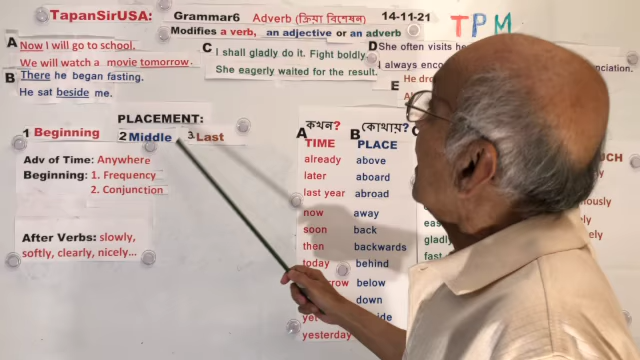 TapanSirUSA: Grammar6 Adverb (ক্রিয়া বিশেষন) 14-11-21
TPM
Modifies a verb, an adjective or an adverb
A Now I will go to school.
We will watch a movie tomorrow.
B There he began fasting.
He sat beside me.
C I shall gladly do it. Fight boldly.
She eagerly waited for the result.
D She often visits
I always
E He
PLACEMENT:
1 Beginning 2 Middle 3 Last
Adv of Time: Anywhere
Beginning: 1. Frequency
2. Conjunction
After Verbs: slowly,
softly, clearly, nicely...
A কখন?
TIME
already
later
last year
now
soon
then
today
yet
yesterday
B কোথায়?
PLACE
above
aboard
abroad
away
back
backwards
behind
below
down
C
gladly
fast